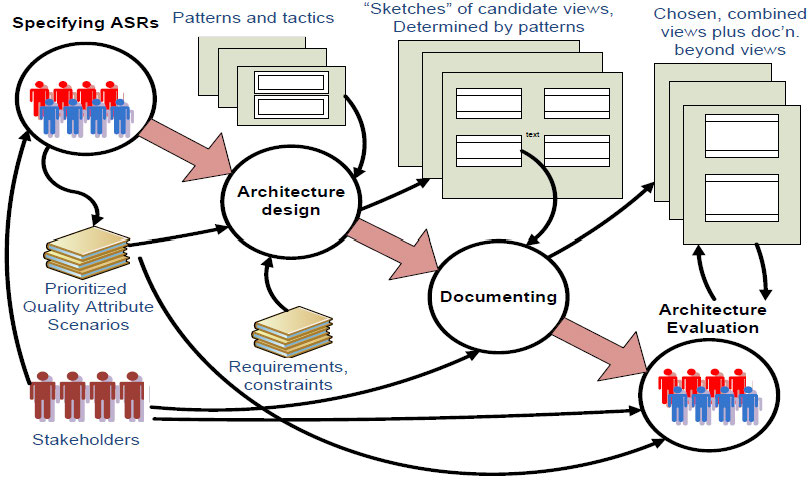 Specifying ASRs
Patterns and tactics
“Sketches” of candidate views,
Determined by patterns
Chosen, combined
views plus doc’n.
beyond views
text
Architecture
design
Prioritized
Quality Attribute
Scenarios
Documenting
Architecture
Evaluation
Requirements,
constraints
Stakeholders